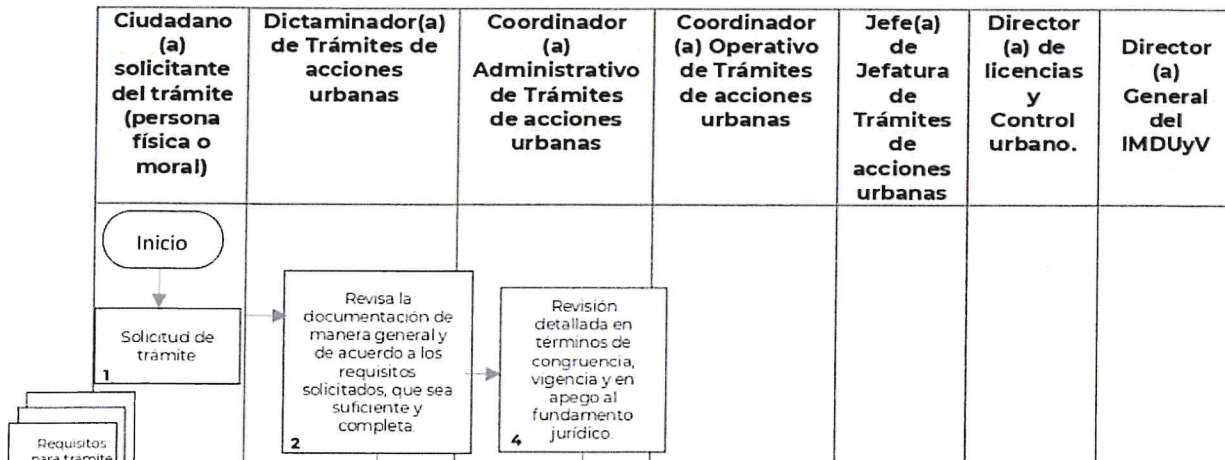 Ciudadano
(a)
solicitante
del trámite
(persona
física o
moral)
Dictaminador(a)
de Trámites de
acciones
urbanas
Coordinador
(a)
Administrativo
de Trámites
de acciones
urbanas
Coordinador
(a) Operativo
de Trámites
de acciones
urbanas
Jefe(a)
de
Jefatura
de
Trámites
de
acciones
urbanas
Director
(a) de
licencias
y
Control
urbano.
Director
(a)
General
del
IMDUyV
Inicio
Solicitud de
trámite
1
Revisa la
documentación de
manera general y
de acuerdo a los
requisitos
solicitados, que sea
suficiente y
completa.
2
Revisión
detallada en
términos de
congruencia,
vigencia y en
apego al
fundamento
jurídico.
4
Requisitos
para trámite